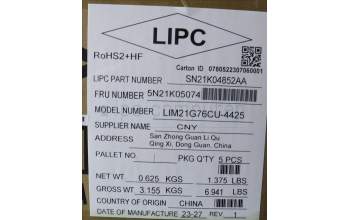 LIPC
RoHS2+HF
Carton ID 0780522307060001
LIPC PART NUMBER SN21K04852AA
FRU NUMBER 5N21K05074
MODEL NUMBER LIM21G76CU-4425
SUPPLIER NAME CNY
ADDRESS San Zhong Guan Li Qu
Qing Xi, Dong Guan, China
PALLET NO PKG Q'TY 5 PCS
NET WT 0.625 KGS 1.375 LBS
GROSS WT 3.155 KGS 6.941 LBS
COUNTRY OF ORIGIN CHINA
DATE OF MANUFACTURE 23-27 REV 1